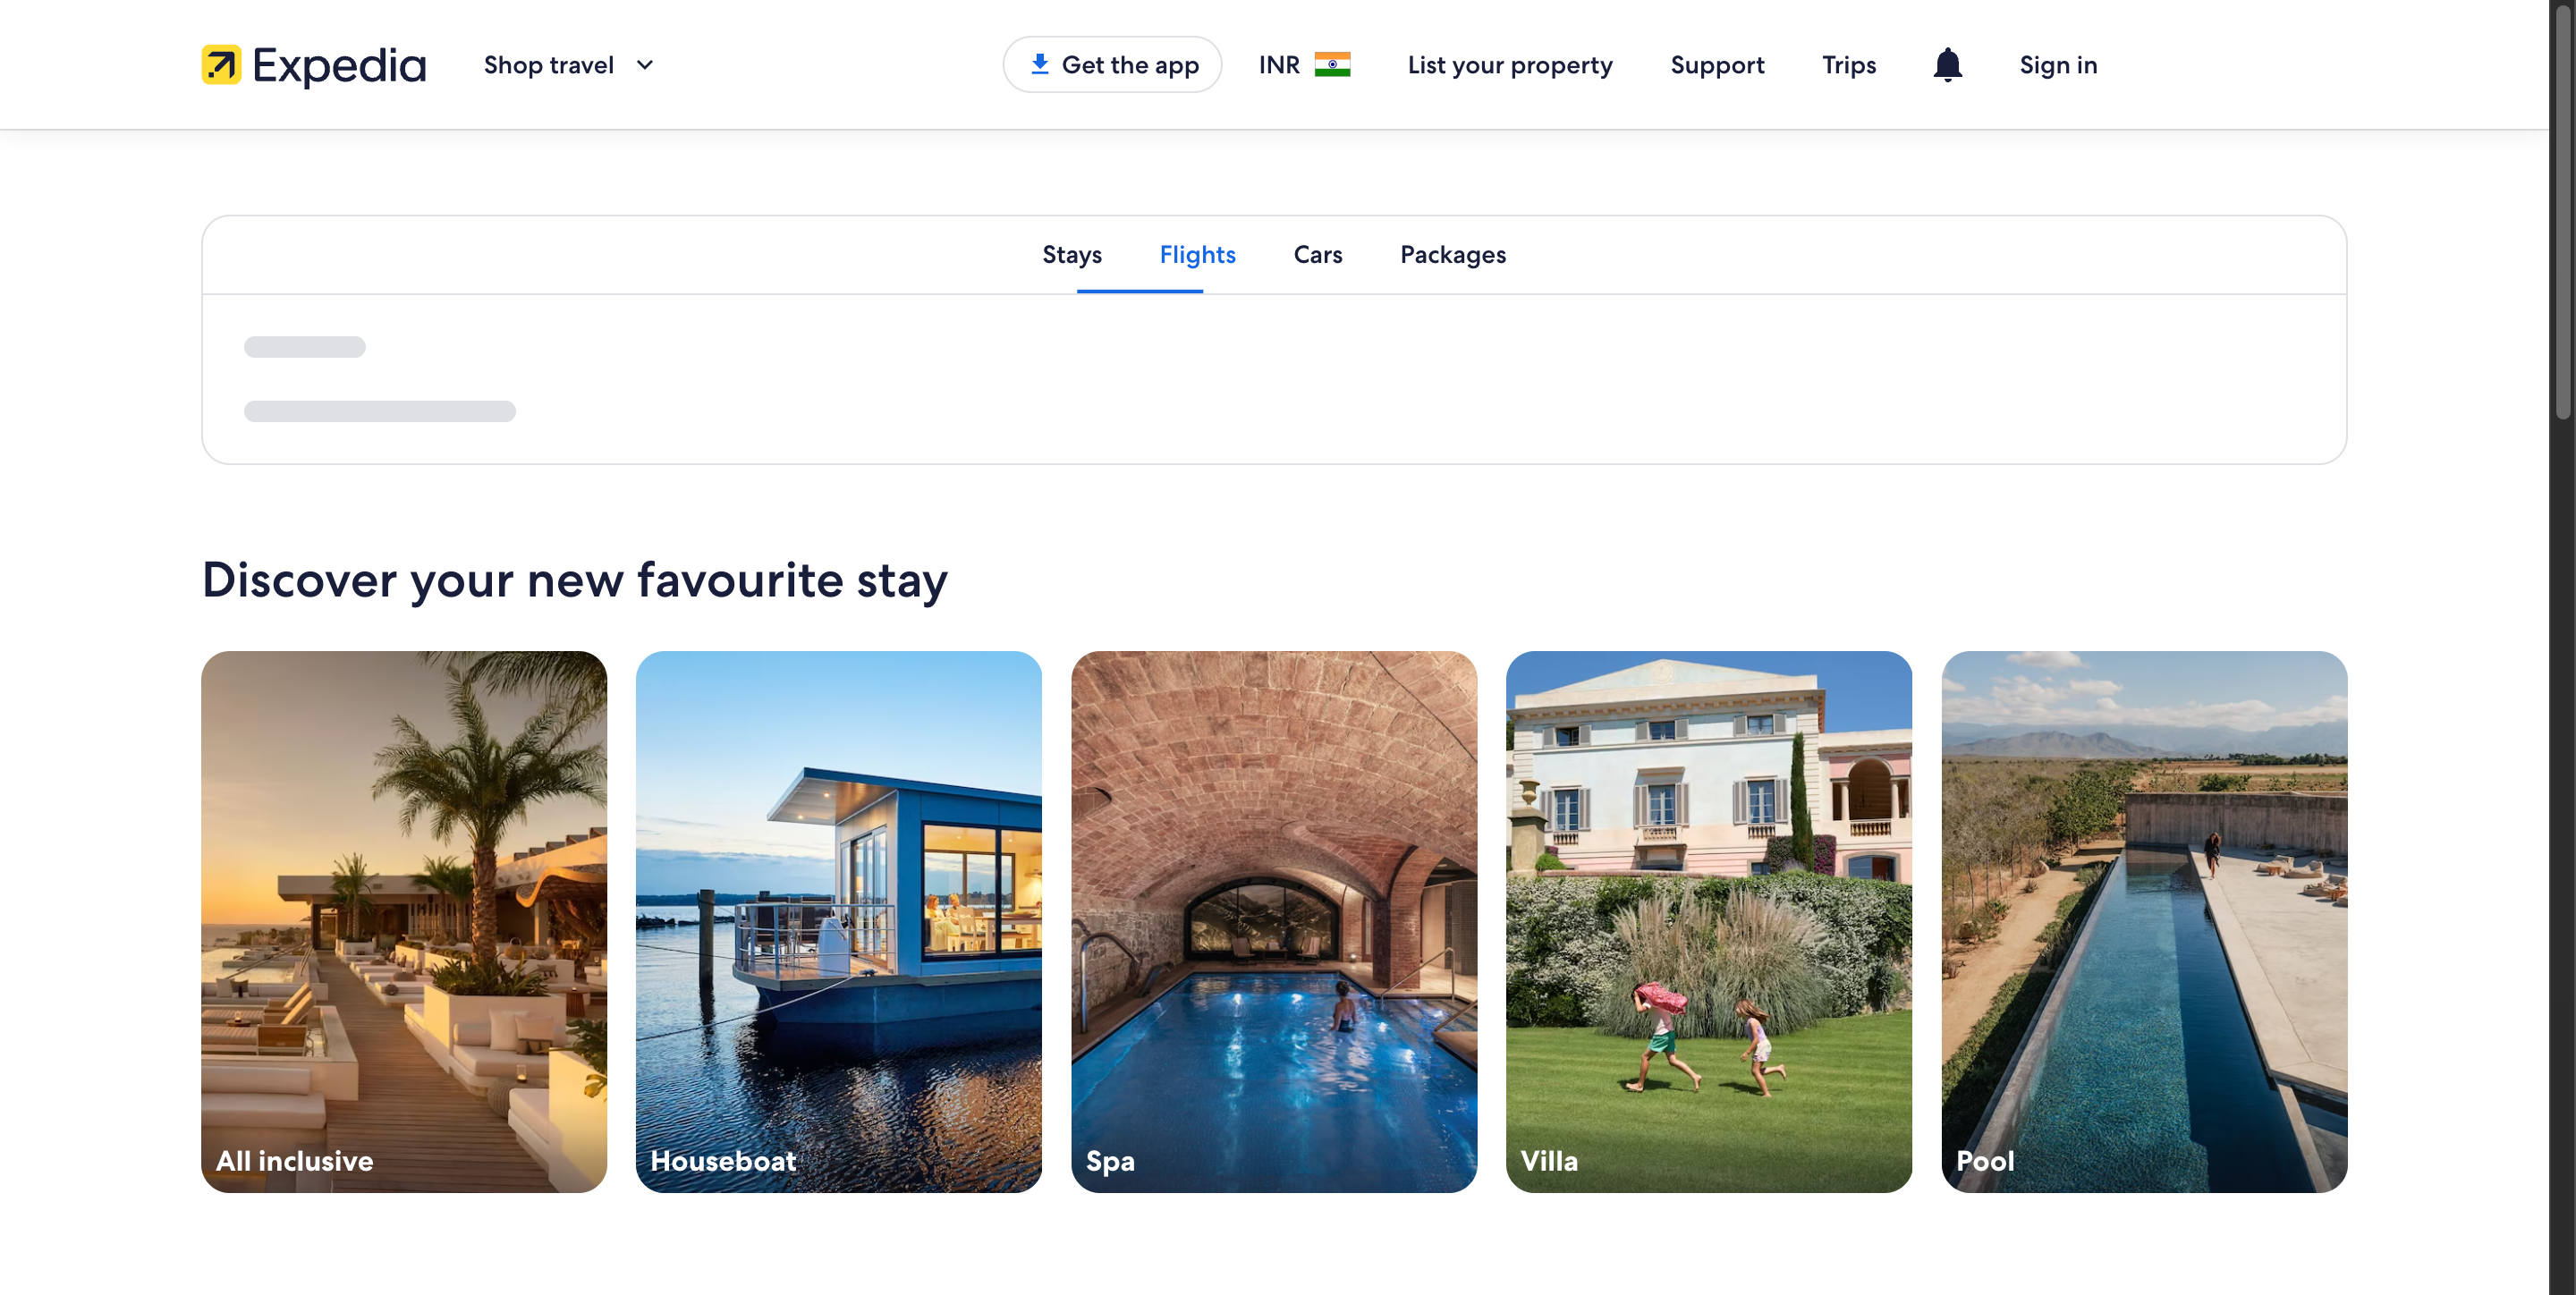 Expedia
Shop travel
Get the app
INR
List your property
Support
Trips
Sign in
Stays
Flights
Cars
Packages
Discover your new favourite stay
All inclusive
Houseboat
Spa
Villa
Pool